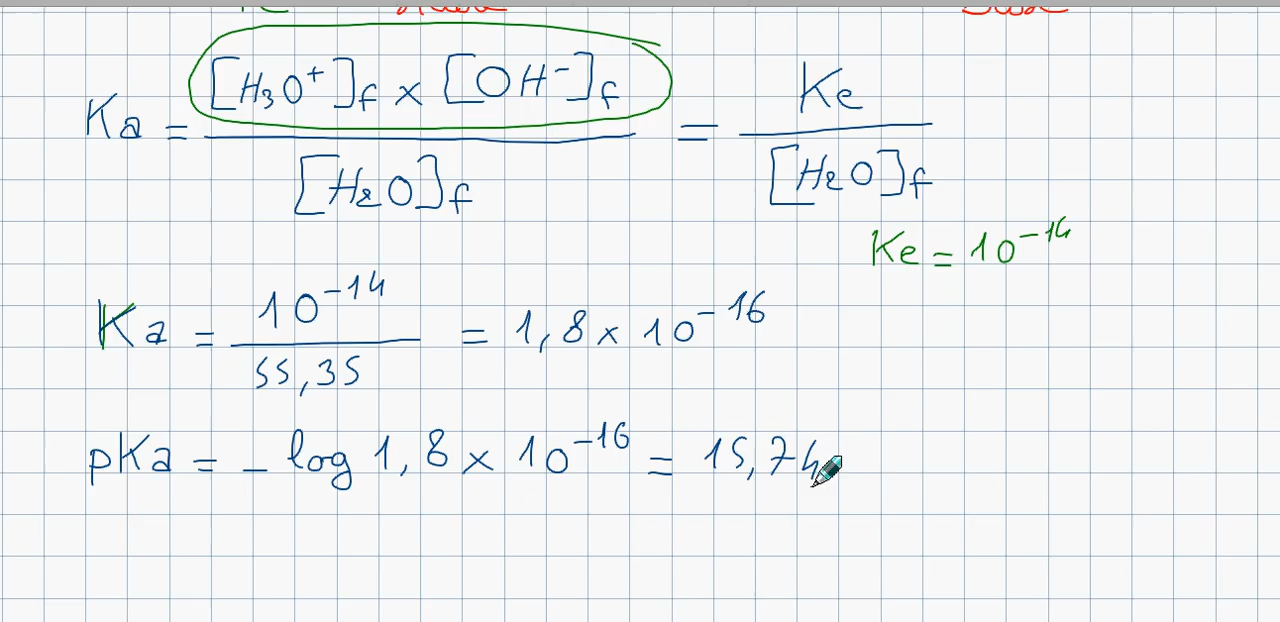 Ka = [H₃O⁺]f × [OH⁻]f / [H₂O]f = Ke / [H₂O]f
Ke = 10⁻¹⁴
Ka = 10⁻¹⁴ / 55,35 = 1,8 × 10⁻¹⁶
pKa = - log 1,8 × 10⁻¹⁶ = 15,74